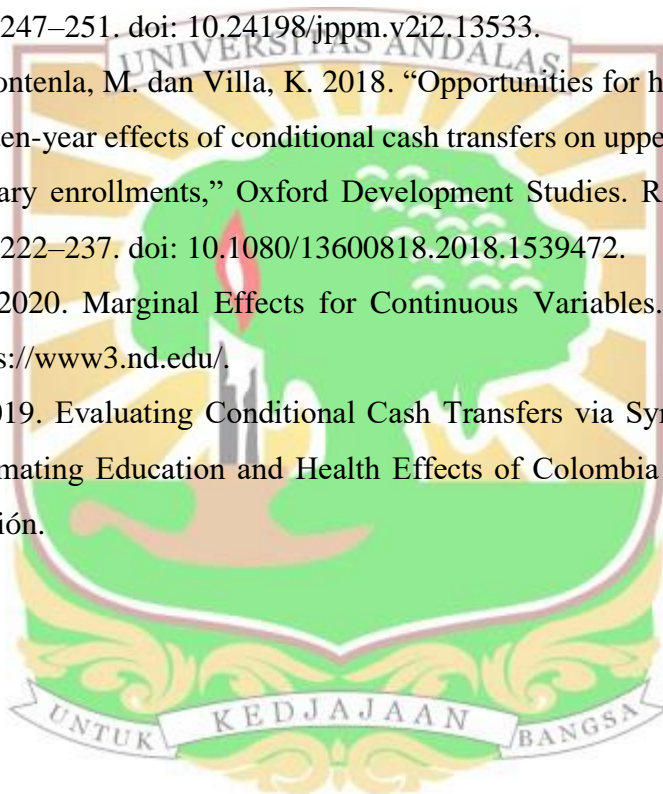 247–251. doi: 10.24198/jppm.v2i2.13533.
UNIVERSITAS ANDALAS
ontenla, M. dan Villa, K. 2018. “Opportunities for h
en-year effects of conditional cash transfers on uppe
ary enrollments,” Oxford Development Studies. R
222–237. doi: 10.1080/13600818.2018.1539472.
2020. Marginal Effects for Continuous Variables.
s://www3.nd.edu/.
019. Evaluating Conditional Cash Transfers via Syn
mating Education and Health Effects of Colombia
ión.
UNTUK KEDJAJAAN BANGSA